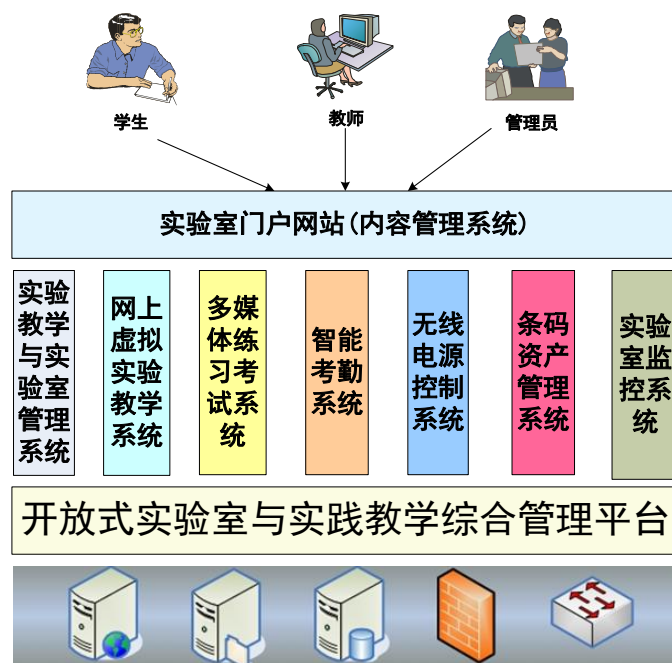 学生
教师
管理员
实验室门户网站(内容管理系统)
实验
教学
与实
验室
管理
系统
网上
虚拟
实验
教学
系统
多媒
体练
习考
试系
统
智能
考勤
系统
无线
电源
控制
系统
条码
资产
管理
系统
实验
室监
控系
统
开放式实验室与实践教学综合管理平台